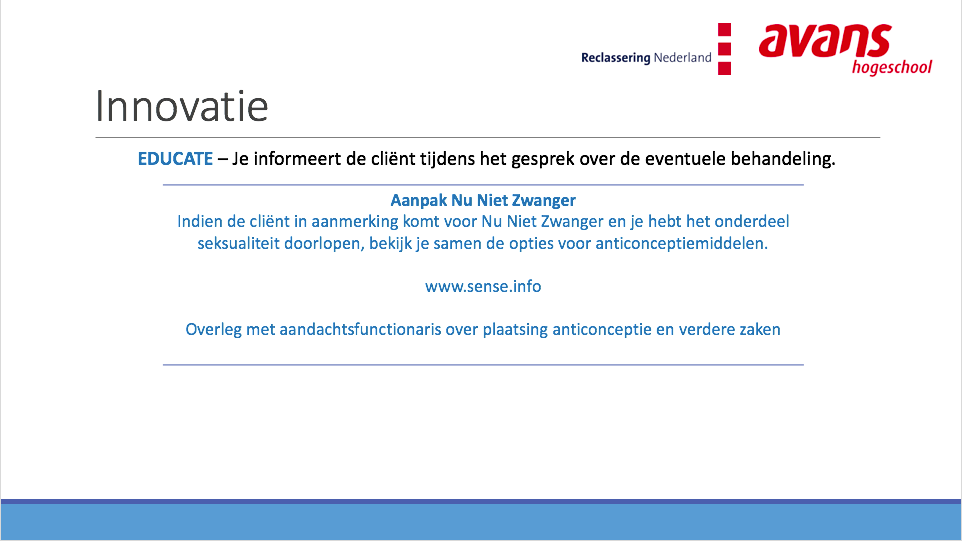 Reclassering Nederland
avans
hogeschool
Innovatie
EDUCATE – Je informeert de cliënt tijdens het gesprek over de eventuele behandeling.
Aanpak Nu Niet Zwanger
Indien de cliënt in aanmerking komt voor Nu Niet Zwanger en je hebt het onderdeel
seksualiteit doorlopen, bekijk je samen de opties voor anticonceptiemiddelen.
www.sense.info
Overleg met aandachtsfunctionaris over plaatsing anticonceptie en verdere zaken